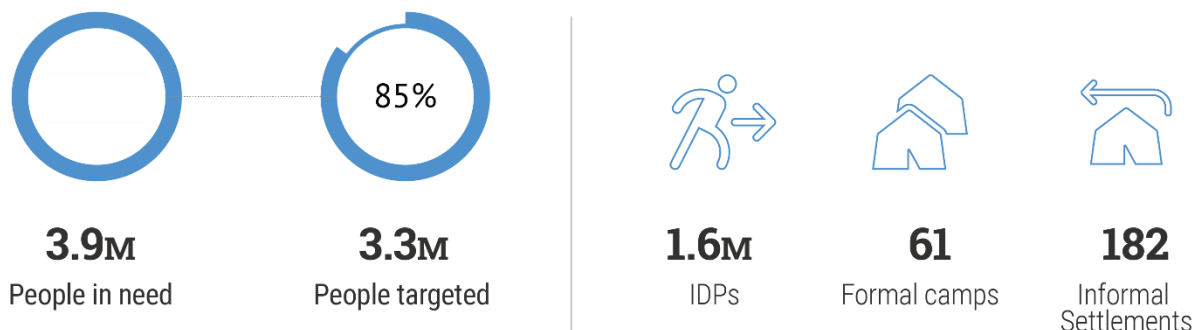 85%
3.9M
People in need
3.3M
People targeted
1.6M
IDPs
61
Formal camps
182
Informal
Settlements